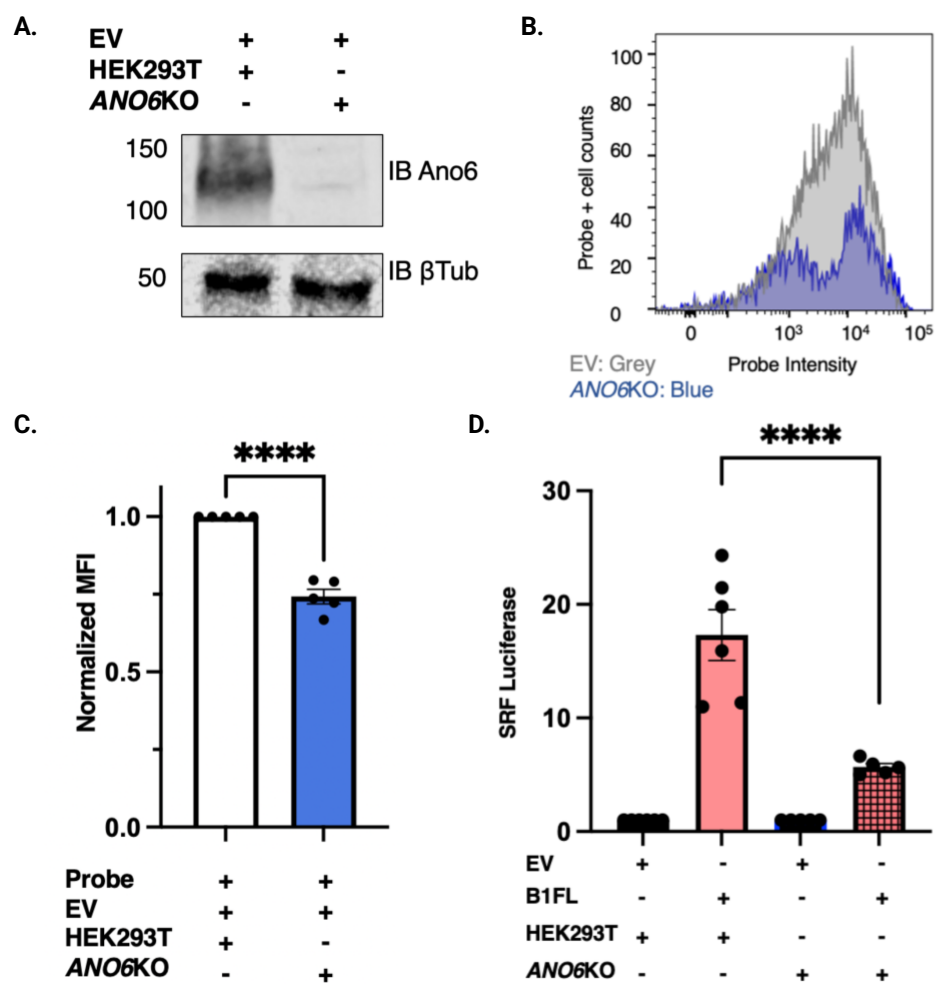 A.
EV + +
HEK293T + -
ANO6KO - +
150
100
IB Ano6
50
IB βTub
B.
Probe + cell counts
100
80
60
40
20
0
0 10³ 10⁴ 10⁵
Probe Intensity
EV: Grey
ANO6KO: Blue
C.
****
Normalized MFI
1.0
0.5
0.0
Probe + +
EV + +
HEK293T + -
ANO6KO - +
D.
****
SRF Luciferase
30
20
10
0
EV + - + -
B1FL - + - +
HEK293T + + - -
ANO6KO - - + +